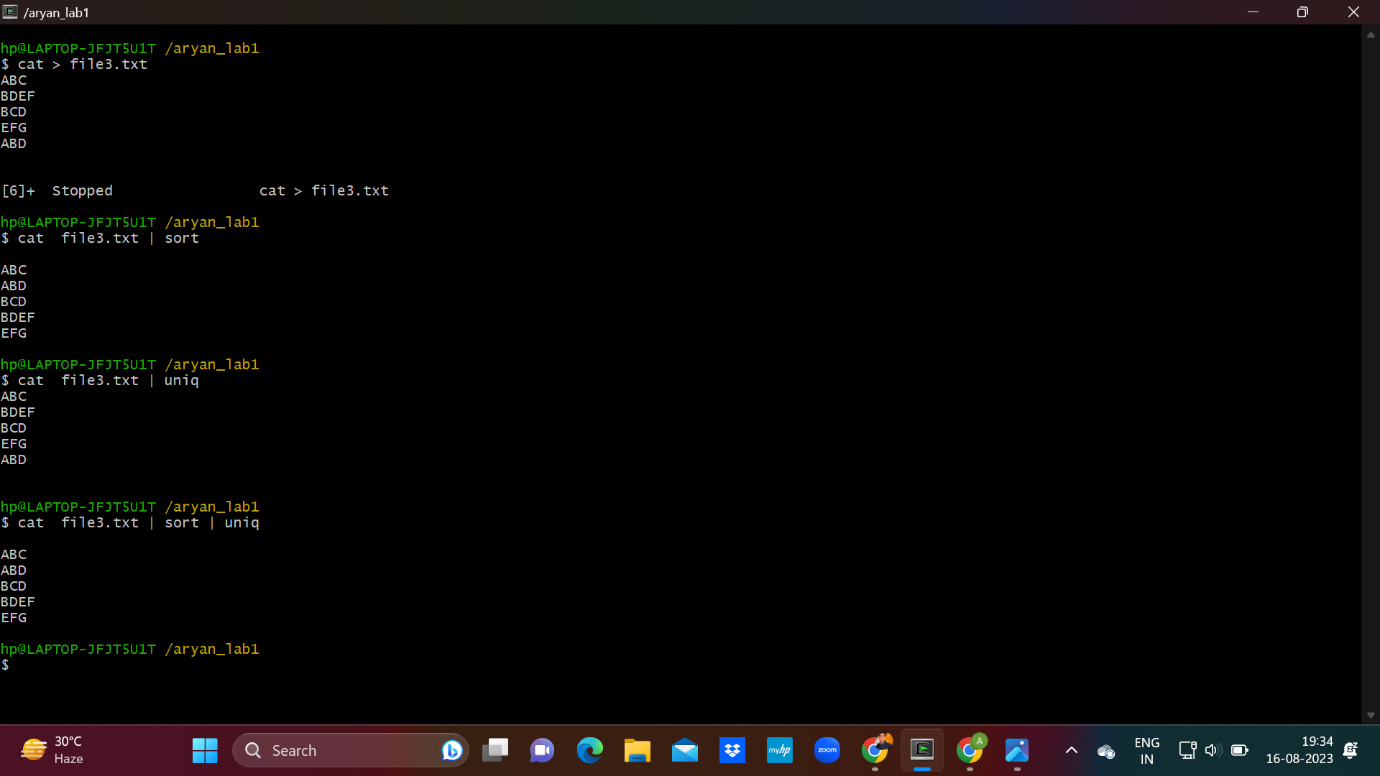 /aryan_lab1
hp@LAPTOP-JFJT5U1T /aryan_lab1
$ cat > file3.txt
ABC
BDEF
BCD
EFG
ABD
[6]+  Stopped                 cat > file3.txt
hp@LAPTOP-JFJT5U1T /aryan_lab1
$ cat  file3.txt | sort
ABC
ABD
BCD
BDEF
EFG
hp@LAPTOP-JFJT5U1T /aryan_lab1
$ cat  file3.txt | uniq
ABC
BDEF
BCD
EFG
ABD
hp@LAPTOP-JFJT5U1T /aryan_lab1
$ cat  file3.txt | sort | uniq
ABC
ABD
BCD
BDEF
EFG
hp@LAPTOP-JFJT5U1T /aryan_lab1
$
30°C
Haze
Search
myhp
zoom
A
ENG
IN
19:34
16-08-2023